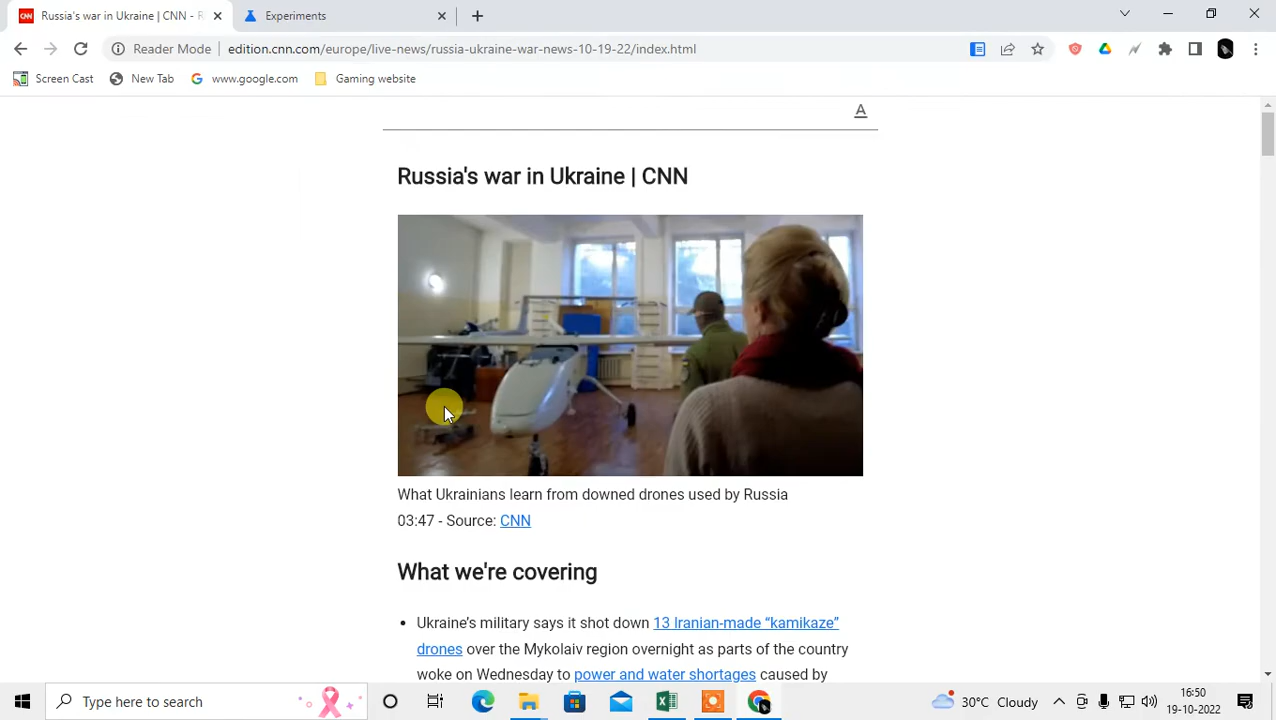 CNN
Russia's war in Ukraine | CNN - R
Experiments
Reader Mode
edition.cnn.com/europe/live-news/russia-ukraine-war-news-10-19-22/index.html
Screen Cast
New Tab
www.google.com
Gaming website
A
Russia's war in Ukraine | CNN
What Ukrainians learn from downed drones used by Russia
03:47 - Source: CNN
What we're covering
• Ukraine’s military says it shot down 13 Iranian-made “kamikaze”
drones over the Mykolaiv region overnight as parts of the country
woke on Wednesday to power and water shortages caused by
Type here to search
30°C Cloudy
16:50
19-10-2022